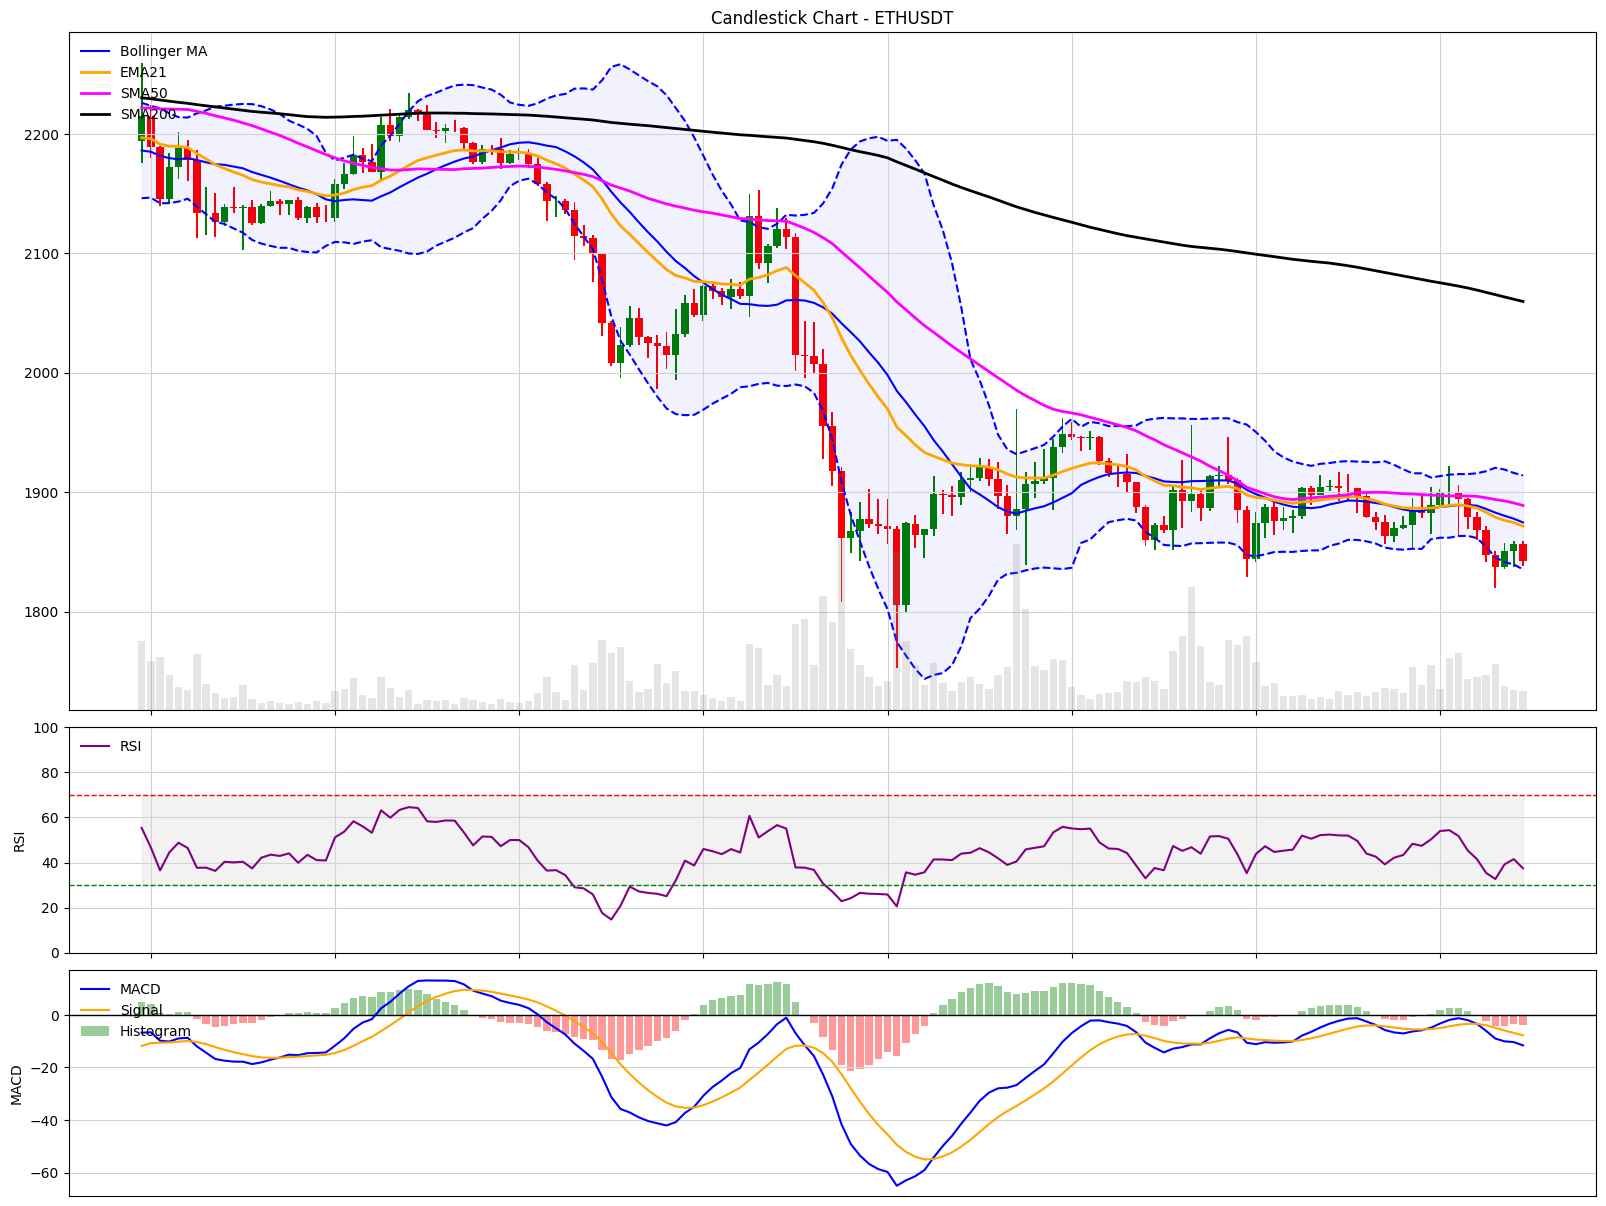 Candlestick Chart - ETHUSDT
Bollinger MA
EMA21
SMA50
SMA200
2200
2100
2000
1900
1800
RSI
100
80
60
40
20
0
RSI
MACD
Signal
Histogram
0
−20
−40
−60
MACD